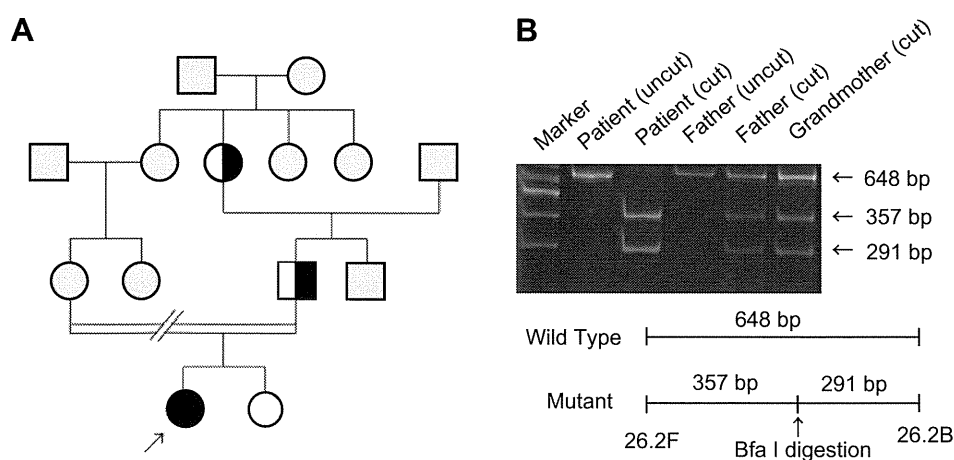 A
B
Marker
Patient (uncut)
Patient (cut)
Father (uncut)
Father (cut)
Grandmother (cut)
← 648 bp
← 357 bp
← 291 bp
648 bp
Wild Type
357 bp
291 bp
Mutant
26.2F
Bfa I digestion
26.2B